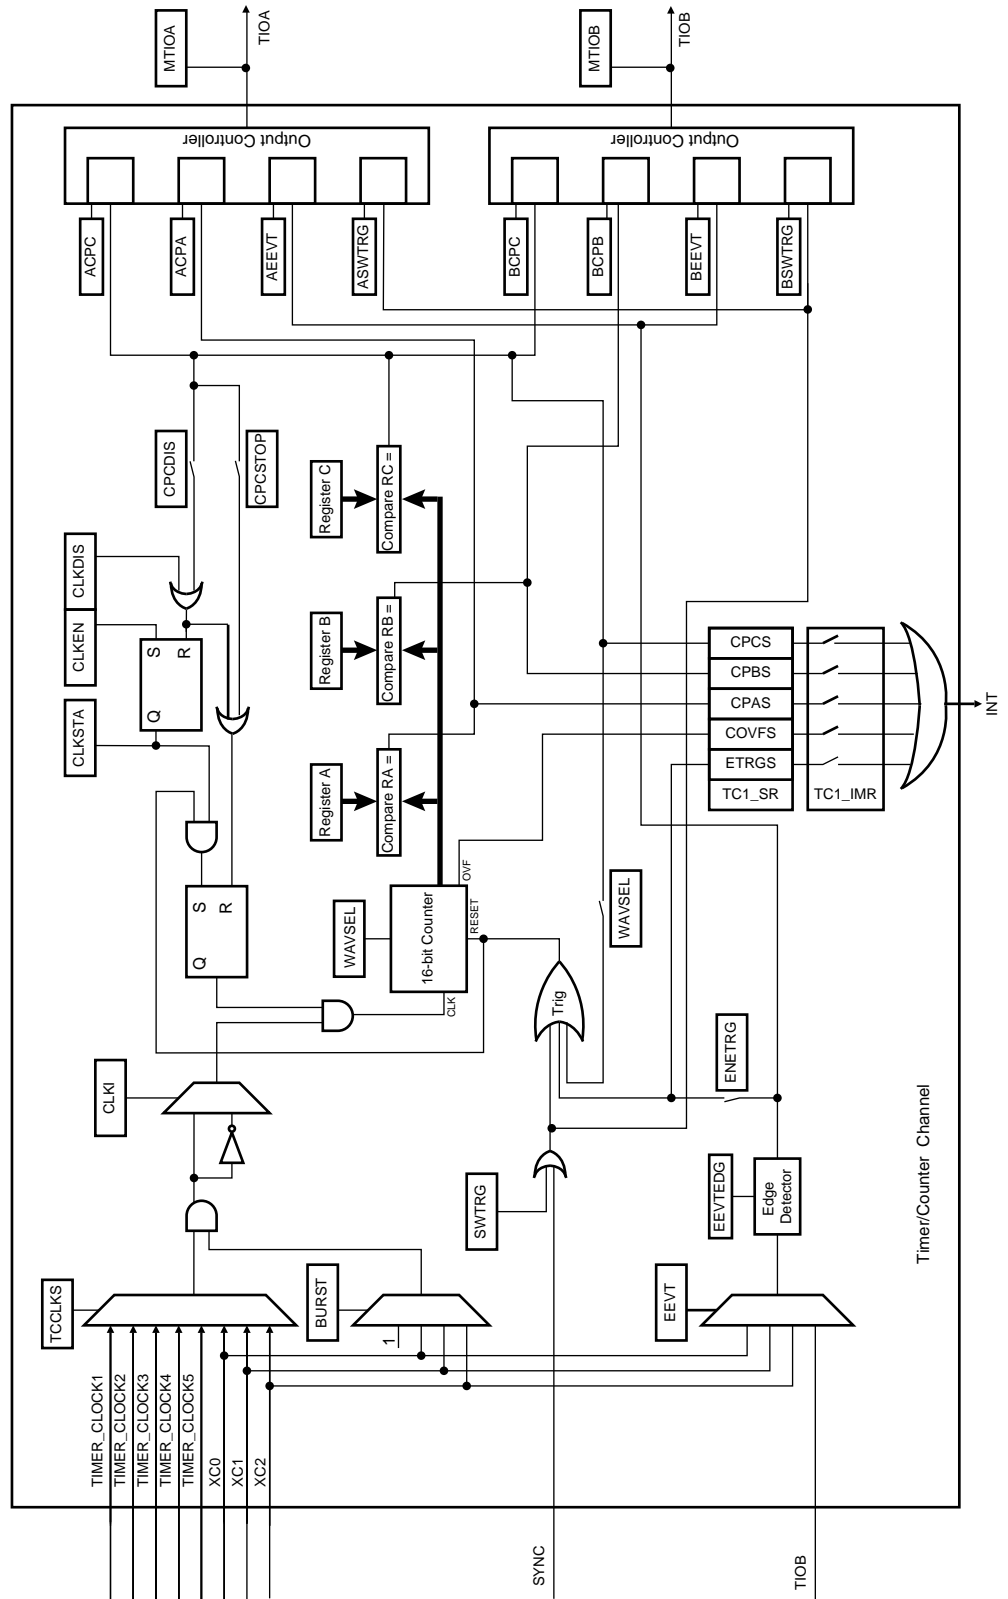 TIMER_CLOCK1
TIMER_CLOCK2
TIMER_CLOCK3
TIMER_CLOCK4
TIMER_CLOCK5
XC0
XC1
XC2
TCCLKS
CLKI
CLKSTA
CLKEN
CLKDIS
Q
S
R
Q
S
R
CPCDIS
CPCSTOP
BURST
1
WAVSEL
16-bit Counter
CLK
RESET
OVF
Register A
Register B
Register C
Compare RA =
Compare RB =
Compare RC =
ACPC
ACPA
AEEVT
ASWTRG
Output Controller
MTIOA
TIOA
SYNC
SWTRG
Trig
WAVSEL
BCPC
BCPB
BEEVT
BSWTRG
Output Controller
MTIOB
TIOB
TIOB
EEVT
EEVTEDG
Edge
Detector
ENETRG
CPCS
CPBS
CPAS
COVFS
ETRGS
TC1_SR
TC1_IMR
INT
Timer/Counter Channel